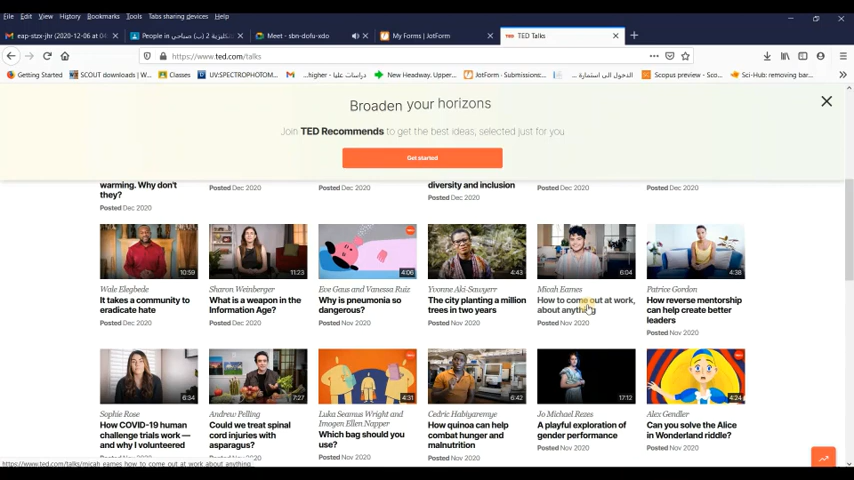 File Edit View History Bookmarks Tools Tabs sharing devices Help
eap-stzx-jhr (2020-12-06 at 04
Meet - sbn-dofu-xdo
My Forms | JotForm
TED Talks
https://www.ted.com/talks
Getting Started SCOUT downloads | W... Classes UV:SPECTROPHOTOM... ...higher - دراسات عليا New Headway. Upper... JotForm · Submissions:... الدخول الى استمارة ... Scopus preview - Sco... Sci-Hub: removing bar...
Broaden your horizons
Join TED Recommends to get the best ideas, selected just for you
Get started
warming. Why don't they?
Posted Dec 2020
Posted Dec 2020
Posted Dec 2020
diversity and inclusion
Posted Dec 2020
Posted Dec 2020
Posted Dec 2020
10:59
Wale Elegbede
It takes a community to
eradicate hate
Posted Dec 2020
11:23
Sharon Weinberger
What is a weapon in the
Information Age?
Posted Dec 2020
4:06
Eve Gaus and Vanessa Ruiz
Why is pneumonia so
dangerous?
Posted Nov 2020
4:43
Yvonne Aki-Sawyerr
The city planting a million
trees in two years
Posted Nov 2020
6:04
Micah Eames
How to come out at work,
about anything
Posted Nov 2020
4:38
Patrice Gordon
How reverse mentorship
can help create better
leaders
Posted Nov 2020
6:34
Sophie Rose
How COVID-19 human
challenge trials work —
and why I volunteered
7:27
Andrew Pelling
Could we treat spinal
cord injuries with
asparagus?
4:31
Luka Seamus Wright and
Imogen Ellen Napper
Which bag should you
use?
Posted Nov 2020
6:42
Cedric Habiyaremye
How quinoa can help
combat hunger and
malnutrition
Posted Nov 2020
17:12
Jo Michael Rezes
A playful exploration of
gender performance
Posted Nov 2020
4:24
Alex Gendler
Can you solve the Alice
in Wonderland riddle?
Posted Nov 2020
https://www.ted.com/talks/micah_eames_how_to_come_out_at_work_about_anything